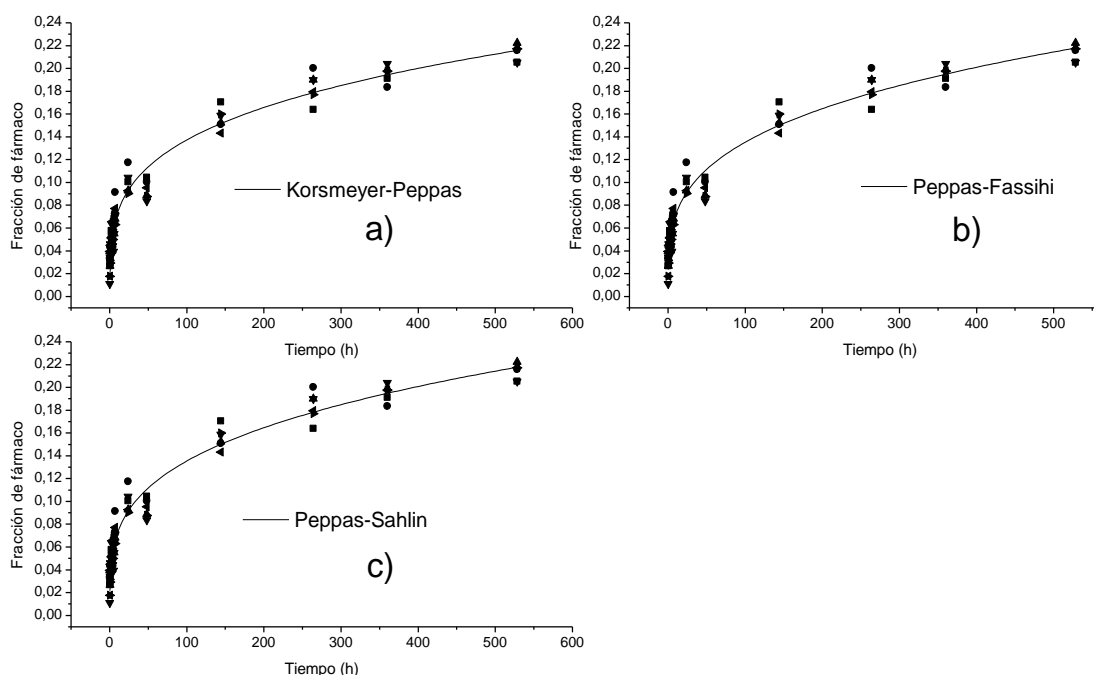 0,24
0,22
0,20
0,18
0,16
0,14
0,12
0,10
0,08
0,06
0,04
0,02
0,00
Fracción de fármaco
Korsmeyer-Peppas
a)
0 100 200 300 400 500 600
Tiempo (h)
0,24
0,22
0,20
0,18
0,16
0,14
0,12
0,10
0,08
0,06
0,04
0,02
0,00
Fracción de fármaco
Peppas-Fassihi
b)
0 100 200 300 400 500
Tiempo (h)
0,24
0,22
0,20
0,18
0,16
0,14
0,12
0,10
0,08
0,06
0,04
0,02
0,00
Fracción de fármaco
Peppas-Sahlin
c)
0 100 200 300 400 500 600
Tiempo (h)